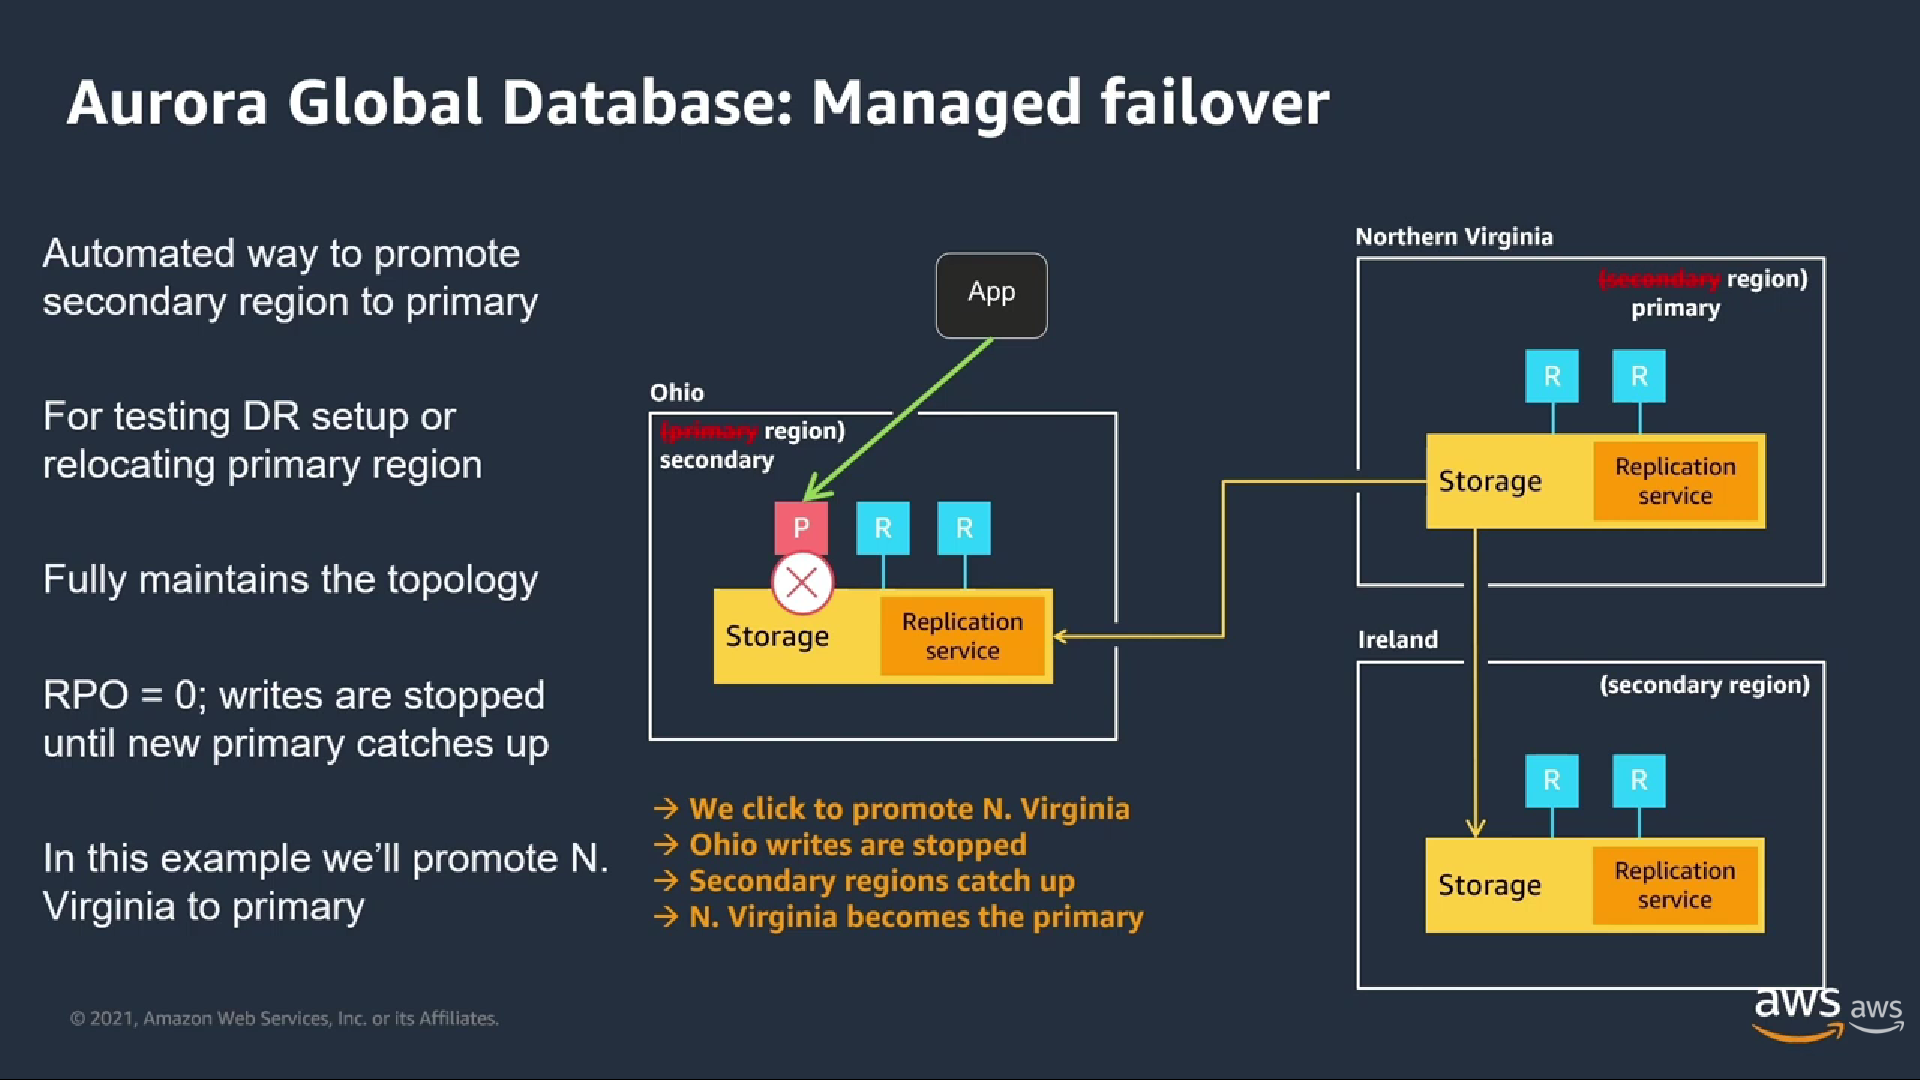 Aurora Global Database: Managed failover
Automated way to promote
secondary region to primary
For testing DR setup or
relocating primary region
Fully maintains the topology
RPO = 0; writes are stopped
until new primary catches up
In this example we’ll promote N.
Virginia to primary
App
Ohio
(primary region)
secondary
P
R
R
Storage
Replication
service
→ We click to promote N. Virginia
→ Ohio writes are stopped
→ Secondary regions catch up
→ N. Virginia becomes the primary
Northern Virginia
(secondary region)
primary
R
R
Storage
Replication
service
Ireland
(secondary region)
R
R
Storage
Replication
service
© 2021, Amazon Web Services, Inc. or its Affiliates.
aws
aws